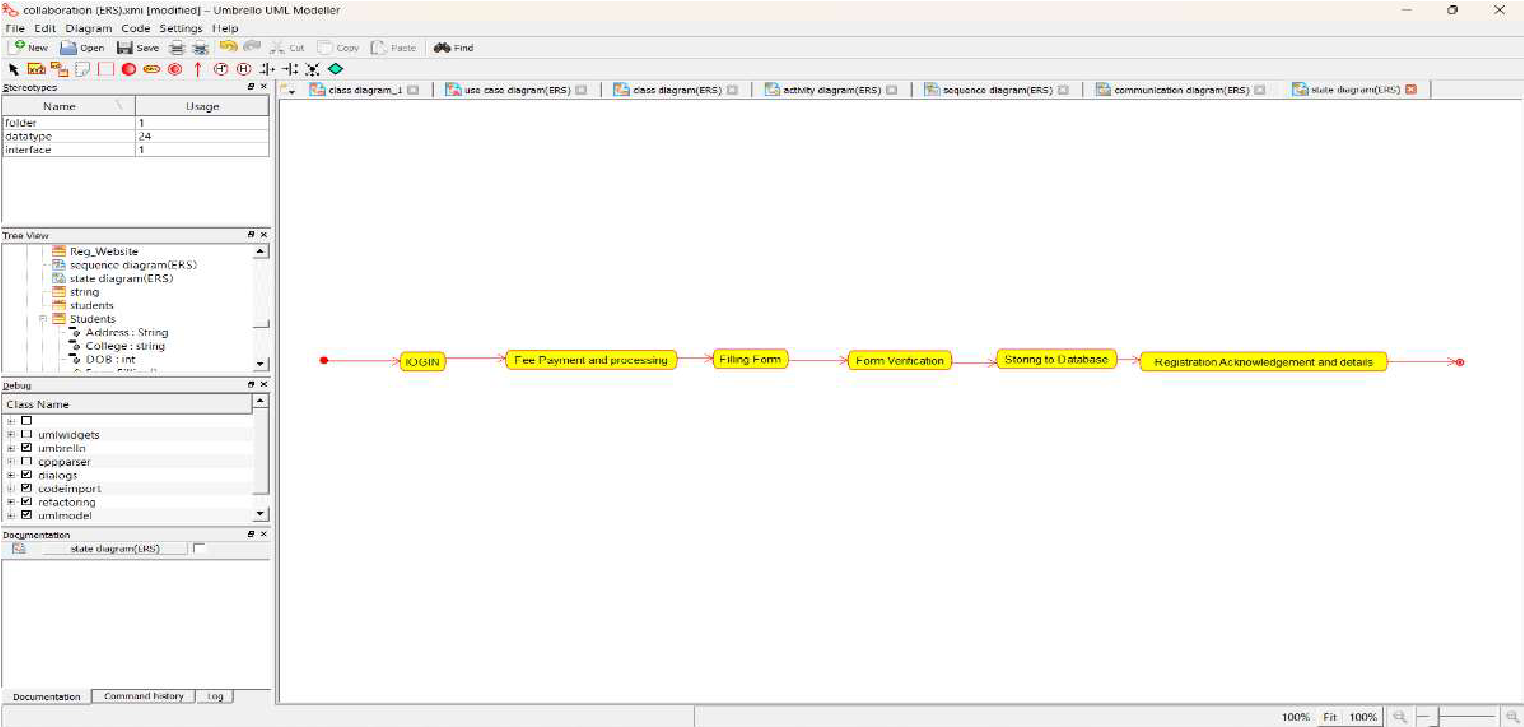 collaboration (ERS).xmi [modified] – Umbrello UML Modeller
File Edit Diagram Code Settings Help
New Open Save Cut Copy Paste Find
Stereotypes
class diagram_1 use case diagram(ERS) class diagram(ERS) activity diagram(ERS) sequence diagram(ERS) communication diagram(ERS) state diagram(ERS)
Name Usage
folder 1
datatype 24
interface 1
Tree View
Reg_Website
sequence diagram(ERS)
state diagram(ERS)
string
students
Students
Address : String
College : string
DOB : int
lOGIN Fee Payment and processing Filling Form Form Verification Storing to Database Registration Acknowledgement and details
Debug
Class Name
umlwidgets
umbrello
cppparser
dialogs
codeimport
refactoring
umlmodel
Documentation
state diagram(ERS)
Documentation Command history Log
100% Fit 100%